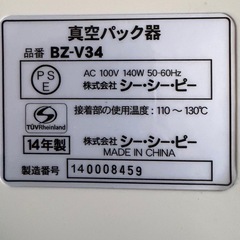 真空パック器
品番 BZ-V34
PS
E
AC 100V 140W 50-60Hz
株式会社 シー・シー・ピー
接着部の使用温度：110～130℃
TÜVRheinland
14年製
株式会社 シー・シー・ピー
MADE IN CHINA
製造番号 140008459